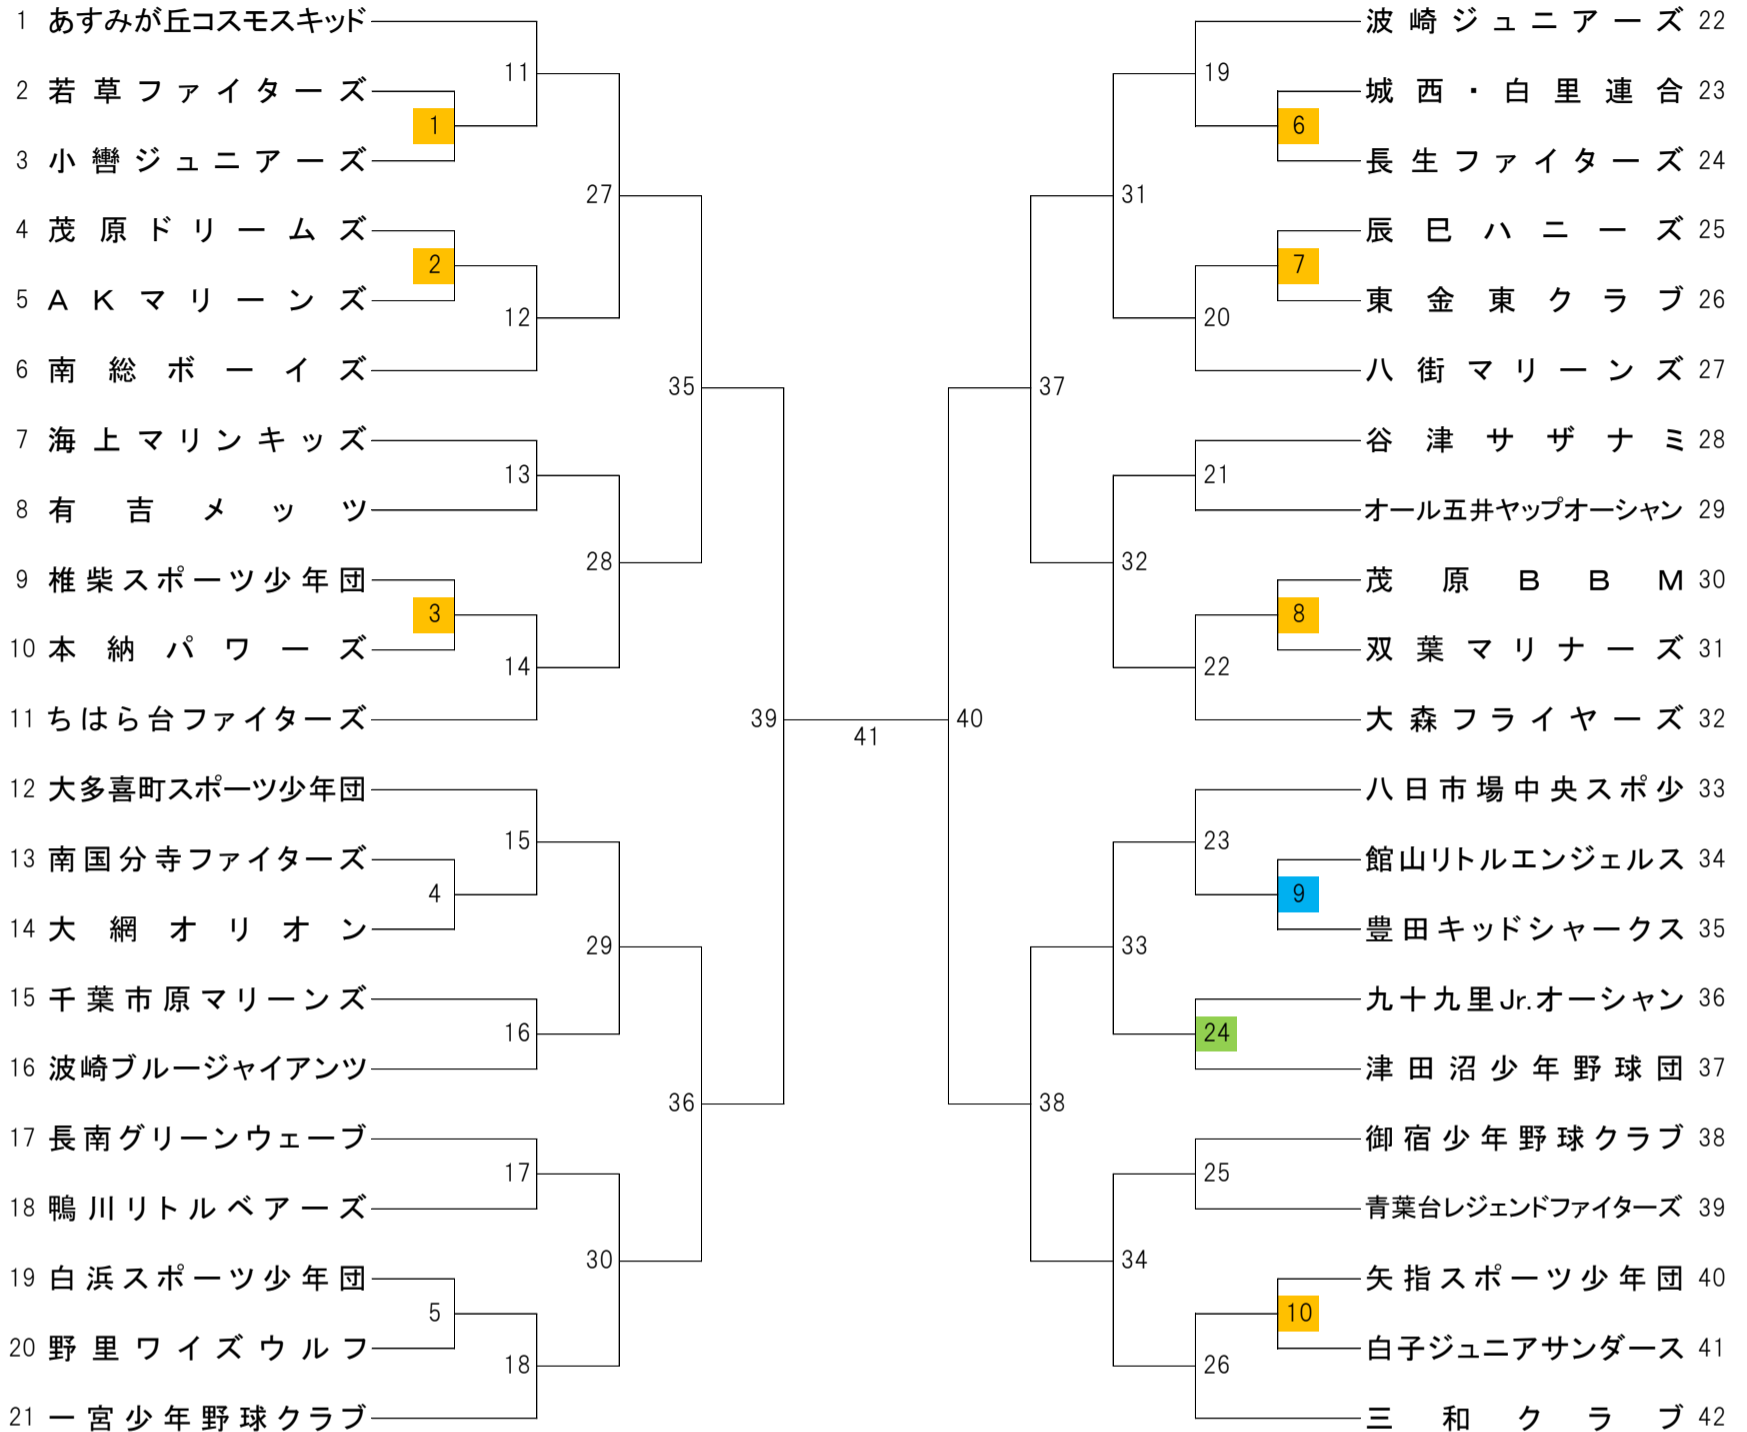 1 あすみが丘コスモスキッド
2 若草ファイターズ
3 小轡ジュニアーズ
4 茂原ドリームズ
5 AKマリーンズ
6 南総ボーイズ
7 海上マリンキッズ
8 有吉メッツ
9 椎柴スポーツ少年団
10 本納パワーズ
11 ちはら台ファイターズ
12 大多喜町スポーツ少年団
13 南国分寺ファイターズ
14 大網オリオン
15 千葉市原マリーンズ
16 波崎ブルージャイアンツ
17 長南グリーンウェーブ
18 鴨川リトルベアーズ
19 白浜スポーツ少年団
20 野里ワイズウルフ
21 一宮少年野球クラブ
1
2
3
4
5
11
12
13
14
15
16
17
18
27
28
29
30
35
36
39
41
40
37
38
31
32
33
34
19
20
21
22
23
24
25
26
6
7
8
9
10
波崎ジュニアーズ 22
城西・白里連合 23
長生ファイターズ 24
辰巳ハニーズ 25
東金東クラブ 26
八街マリーンズ 27
谷津サザナミ 28
オール五井ヤップオーシャン 29
茂原BBM 30
双葉マリナーズ 31
大森フライヤーズ 32
八日市場中央スポ少 33
館山リトルエンジェルス 34
豊田キッドシャークス 35
九十九里Jr.オーシャン 36
津田沼少年野球団 37
御宿少年野球クラブ 38
青葉台レジェンドファイターズ 39
矢指スポーツ少年団 40
白子ジュニアサンダース 41
三和クラブ 42